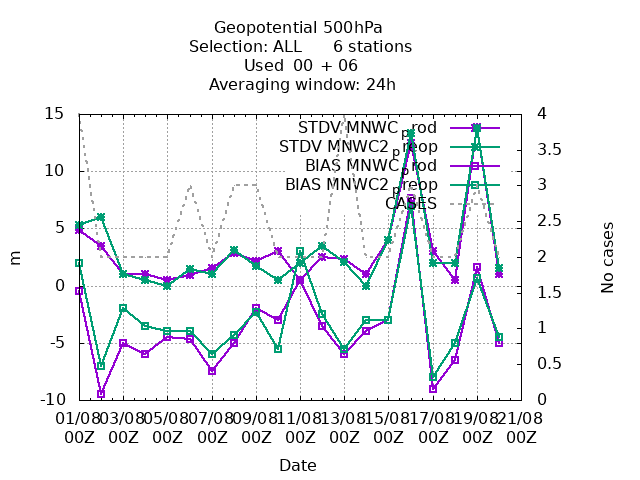 Geopotential 500hPa
Selection: ALL 6 stations
Used 00 + 06
Averaging window: 24h
15 4
STDV MNWC_prod
STDV MNWC2_preop
3.5
BIAS MNWC_prod
10
BIAS MNWC2_preop
3
CASES
5 2.5
m
No cases
0 2
1.5
-5 1
0.5
-10 0
01/08 03/08 05/08 07/08 09/08 11/08 13/08 15/08 17/08 19/08 21/08
00Z 00Z 00Z 00Z 00Z 00Z 00Z 00Z 00Z 00Z 00Z
Date